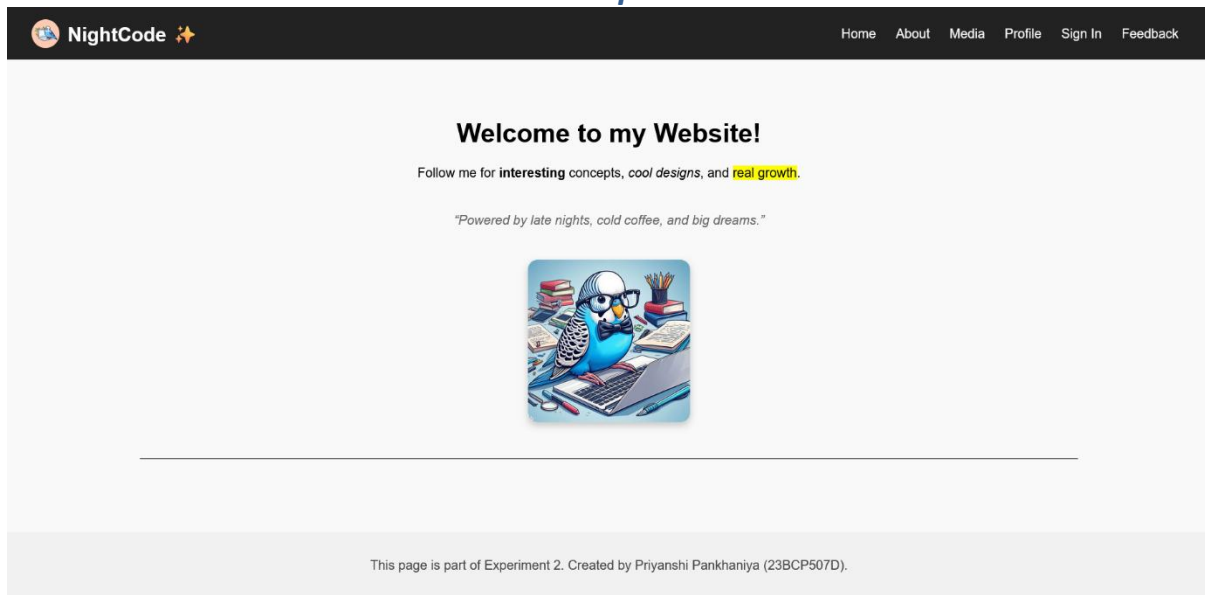 NightCode ✨
Home About Media Profile Sign In Feedback
Welcome to my Website!
Follow me for interesting concepts, cool designs, and real growth.
“Powered by late nights, cold coffee, and big dreams.”
This page is part of Experiment 2. Created by Priyanshi Pankhaniya (23BCP507D).